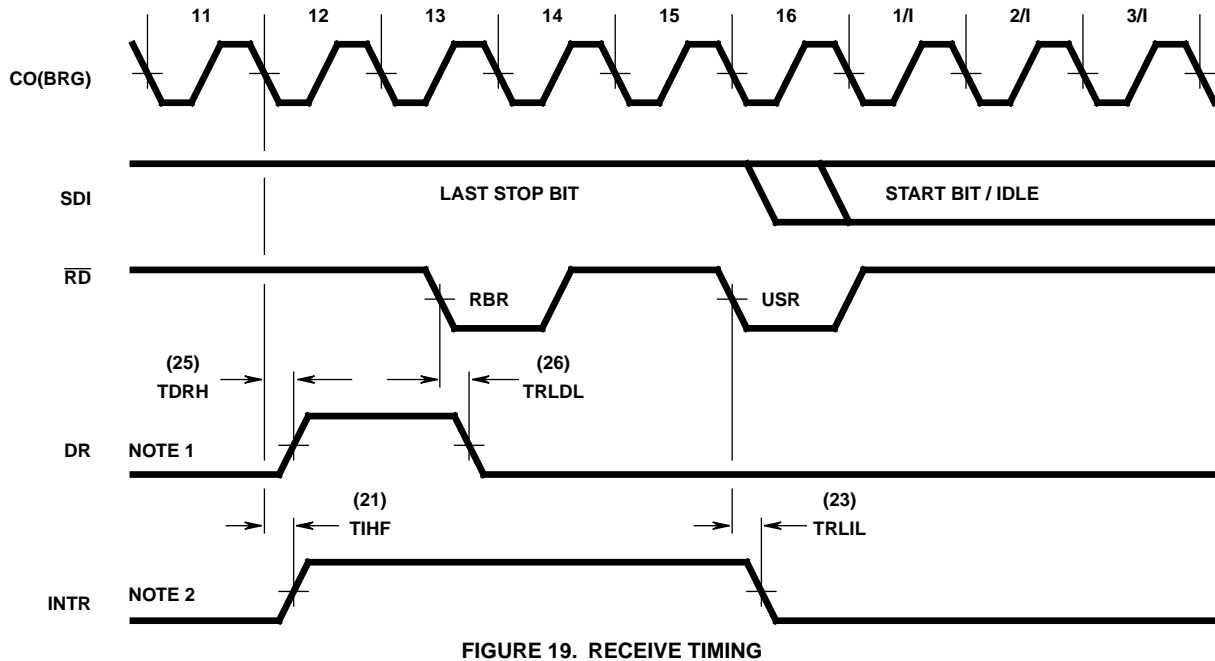 11 12 13 14 15 16 1/I 2/I 3/I
CO(BRG)
SDI
LAST STOP BIT
START BIT / IDLE
RD
RBR
USR
(25)
TDRH
(26)
TRLDL
DR
NOTE 1
(21)
TIHF
(23)
TRLIL
INTR
NOTE 2
FIGURE 19. RECEIVE TIMING